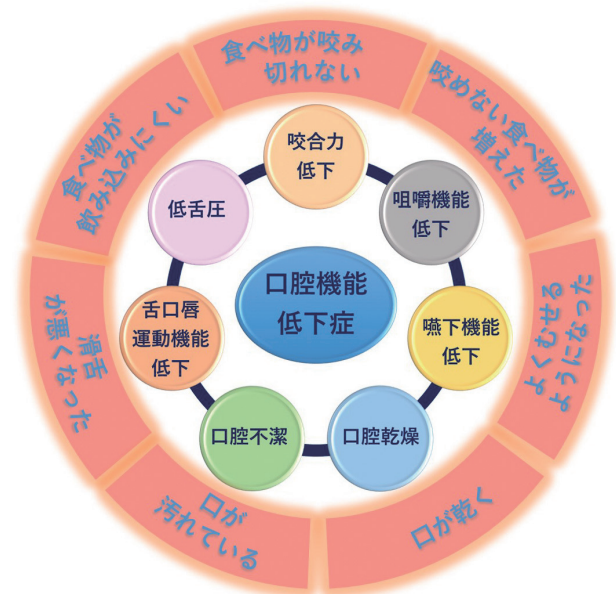 食べ物が咬み
切れない
咬めない食べ物が
増えた
よくむせる
ようになった
口が乾く
口が
汚れている
滑舌
が悪くなった
食べ物が
飲み込みにくい
咬合力
低下
咀嚼機能
低下
嚥下機能
低下
口腔乾燥
口腔不潔
舌口唇
運動機能
低下
低舌圧
口腔機能
低下症